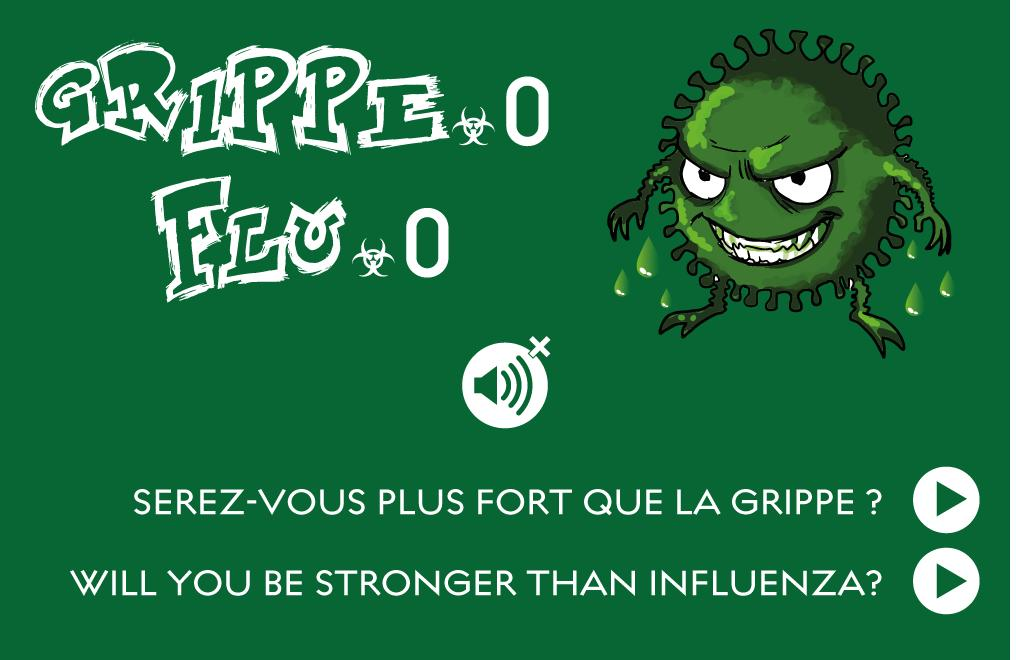 GRIPPE.0
FLU.0
SEREZ-VOUS PLUS FORT QUE LA GRIPPE ?
WILL YOU BE STRONGER THAN INFLUENZA?